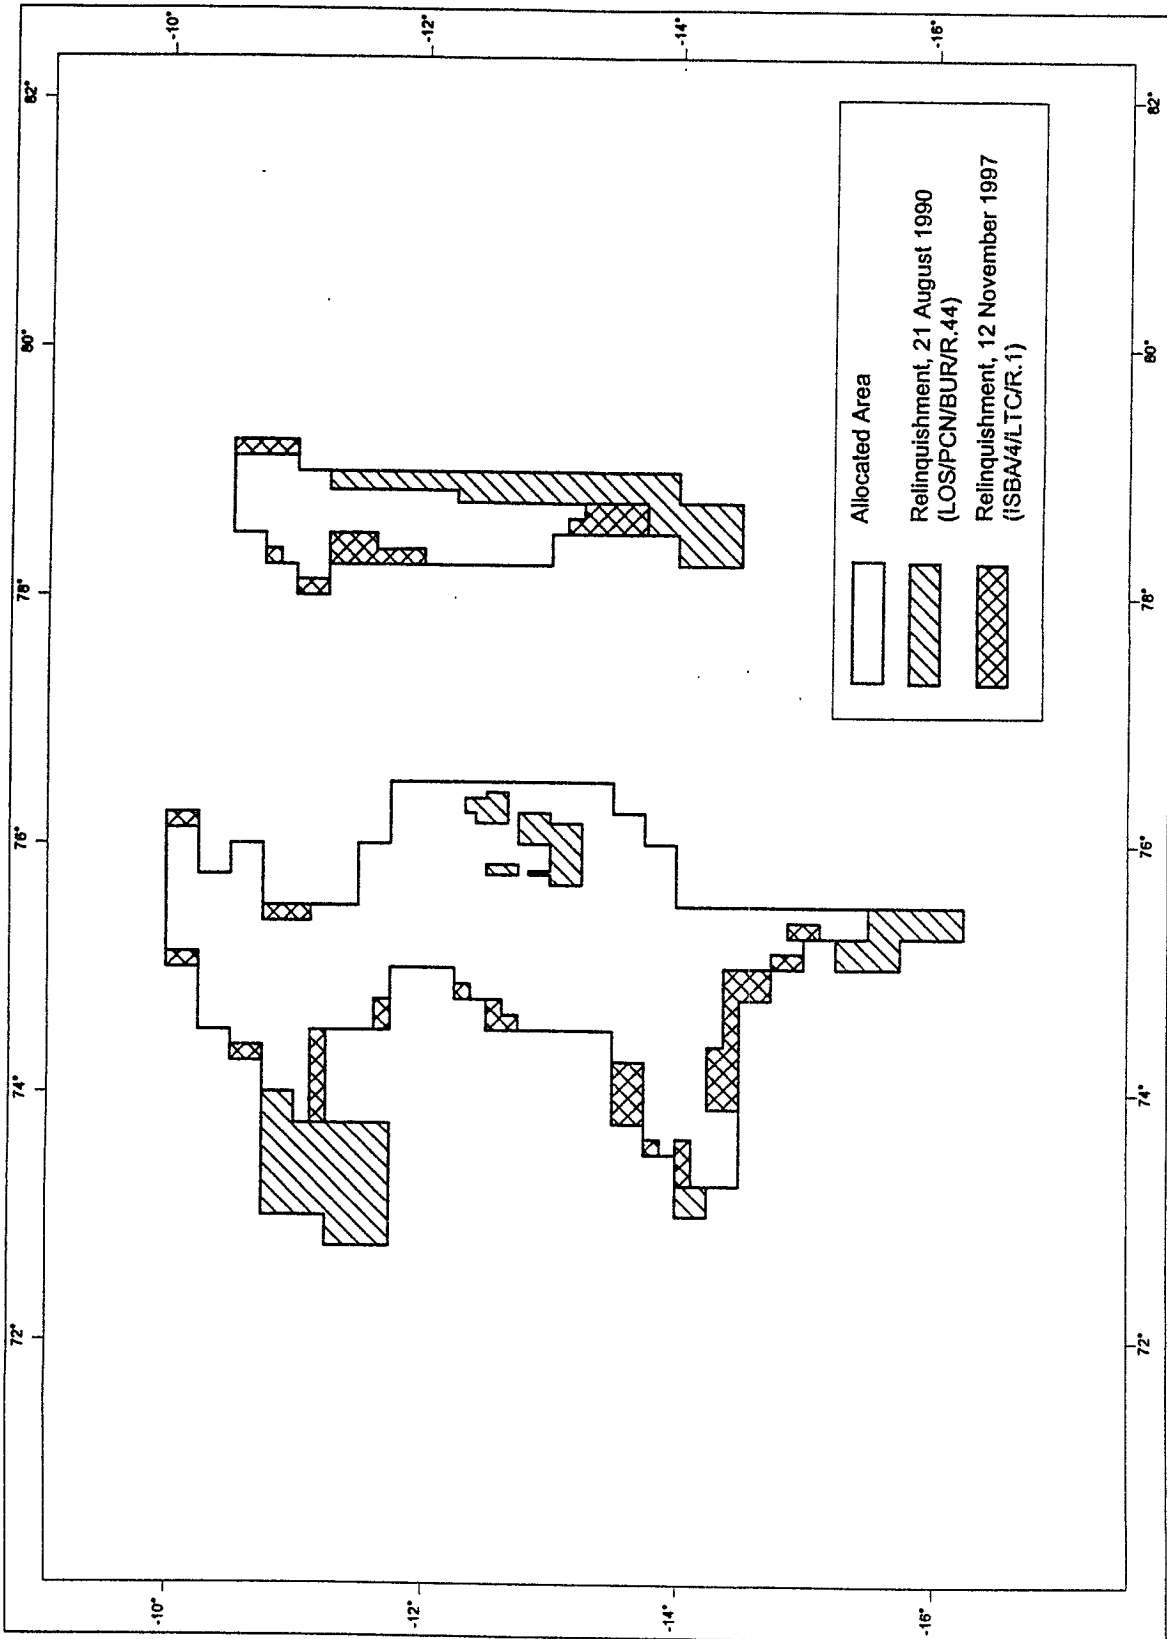 72° 74° 76° 78° 80° 82°
-10° -10°
-12° -12°
-14° -14°
-16° -16°
Allocated Area
Relinquishment, 21 August 1990
(LOS/PCN/BUR/R.44)
Relinquishment, 12 November 1997
(ISBA/4/LTC/R.1)
72° 74° 76° 78° 80° 82°